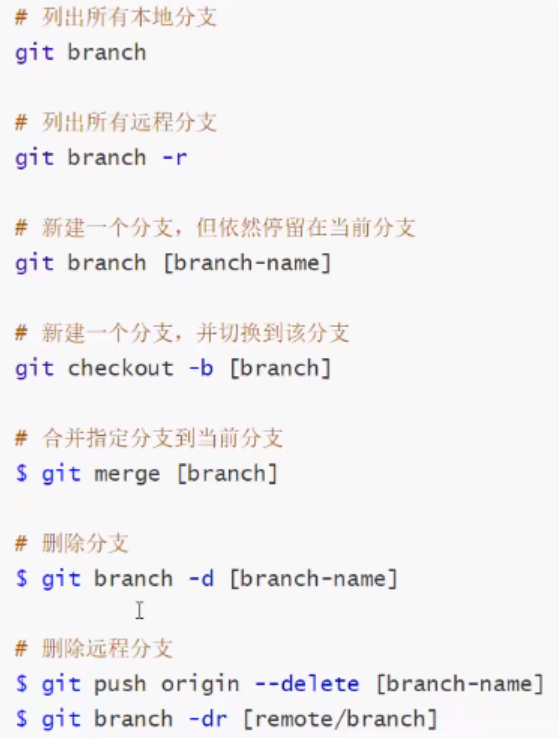 # 列出所有本地分支
git branch
# 列出所有远程分支
git branch -r
# 新建一个分支，但依然停留在当前分支
git branch [branch-name]
# 新建一个分支，并切换到该分支
git checkout -b [branch]
# 合并指定分支到当前分支
$ git merge [branch]
# 删除分支
$ git branch -d [branch-name]
# 删除远程分支
$ git push origin --delete [branch-name]
$ git branch -dr [remote/branch]